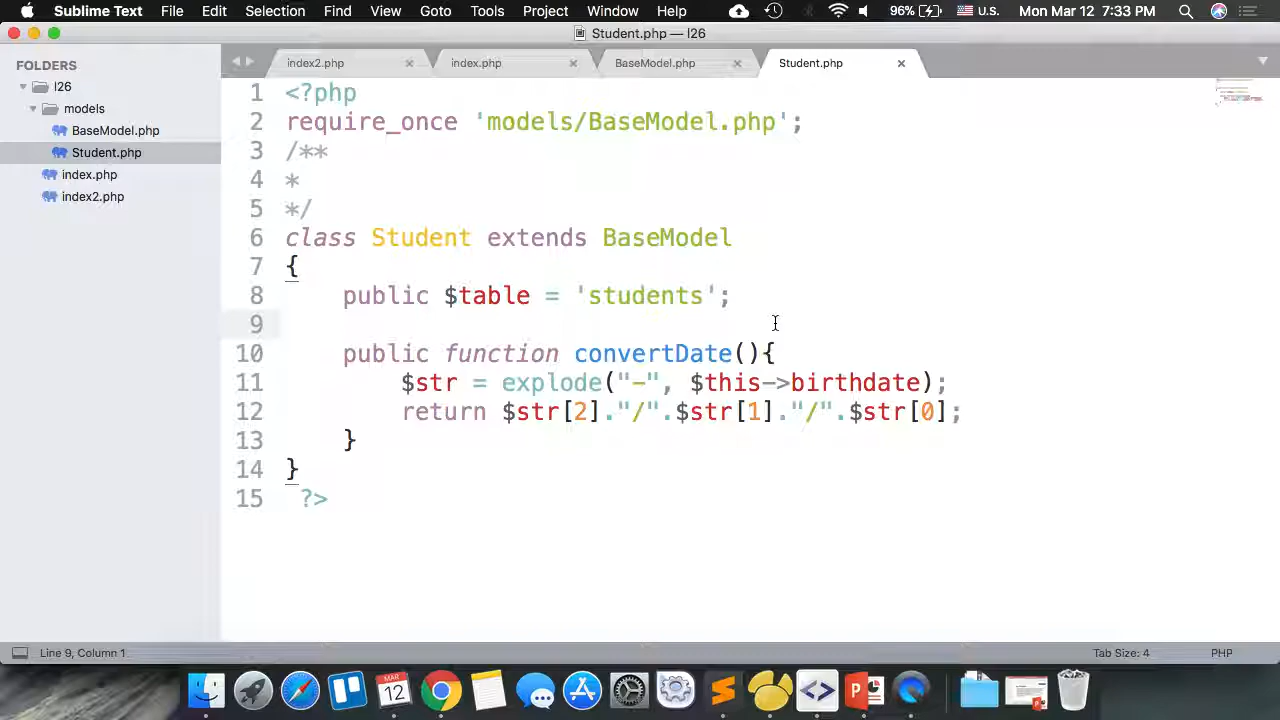 Sublime Text File Edit Selection Find View Goto Tools Project Window Help 96% U.S. Mon Mar 12 7:33 PM
Student.php — l26
FOLDERS
l26
models
BaseModel.php
Student.php
index.php
index2.php
index2.php index.php BaseModel.php Student.php
1 <?php
2 require_once 'models/BaseModel.php';
3 /**
4 *
5 */
6 class Student extends BaseModel
7 {
8 public $table = 'students';
9
10 public function convertDate(){
11 $str = explode("-", $this->birthdate);
12 return $str[2]."/".$str[1]."/".$str[0];
13 }
14 }
15 ?>
Line 9, Column 1 Tab Size: 4 PHP
MAR
12